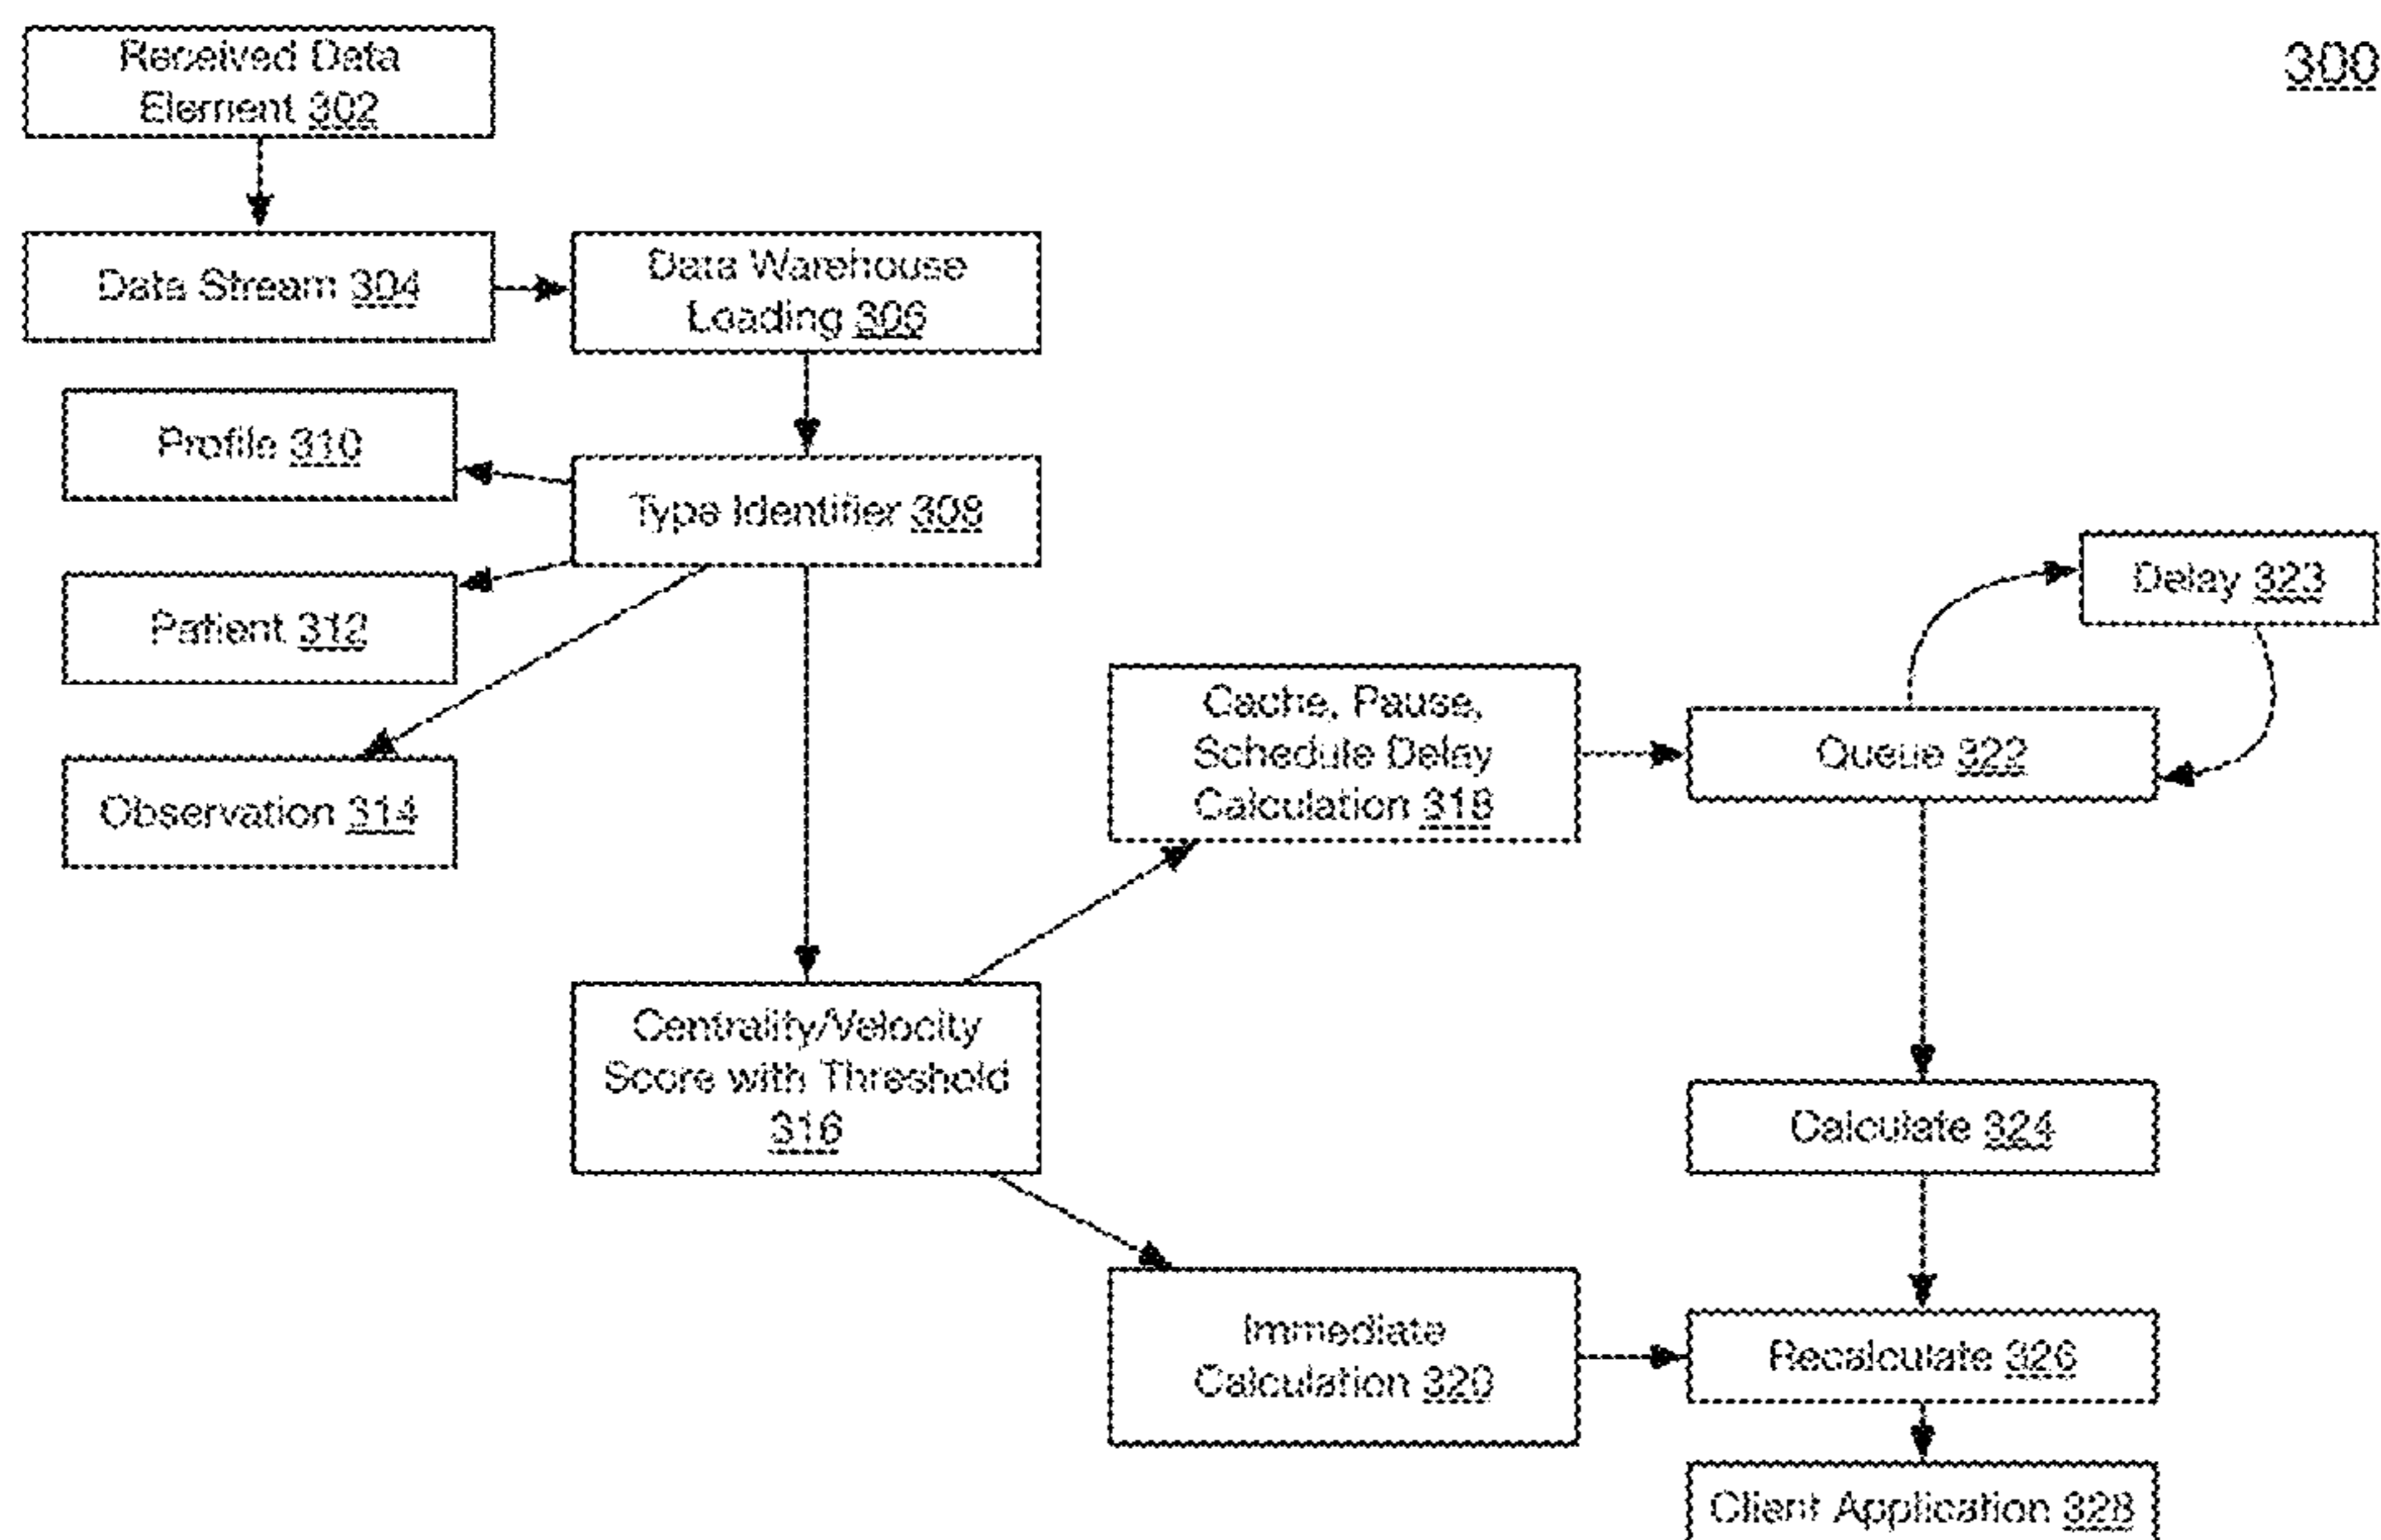 300
Received Data
Element 302
Data Stream 304
Data Warehouse
Loading 306
Profile 310
Type Identifier 308
Patient 312
Observation 314
Delay 323
Cache, Pause,
Schedule Delay
Calculation 318
Queue 322
Centrality/Velocity
Score with Threshold
316
Calculate 324
Immediate
Calculation 320
Recalculate 326
Client Application 328